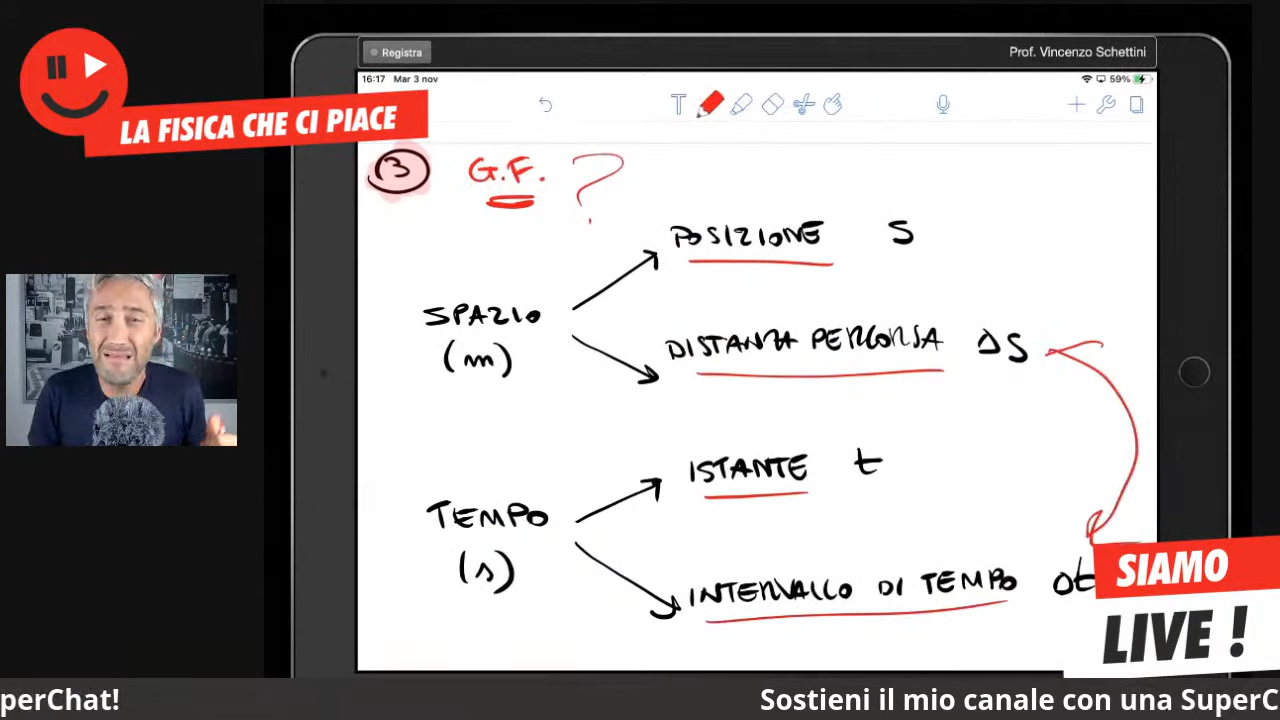 Registra
Prof. Vincenzo Schettini
16:17 Mar 3 nov
59%
LA FISICA CHE CI PIACE
T
3 G.F. ?
POSIZIONE S
SPAZIO
(m)
DISTANZA PERCORSA ΔS
ISTANTE t
TEMPO
(s)
INTERVALLO DI TEMPO Δt
SIAMO
LIVE !
perChat!
Sostieni il mio canale con una SuperC